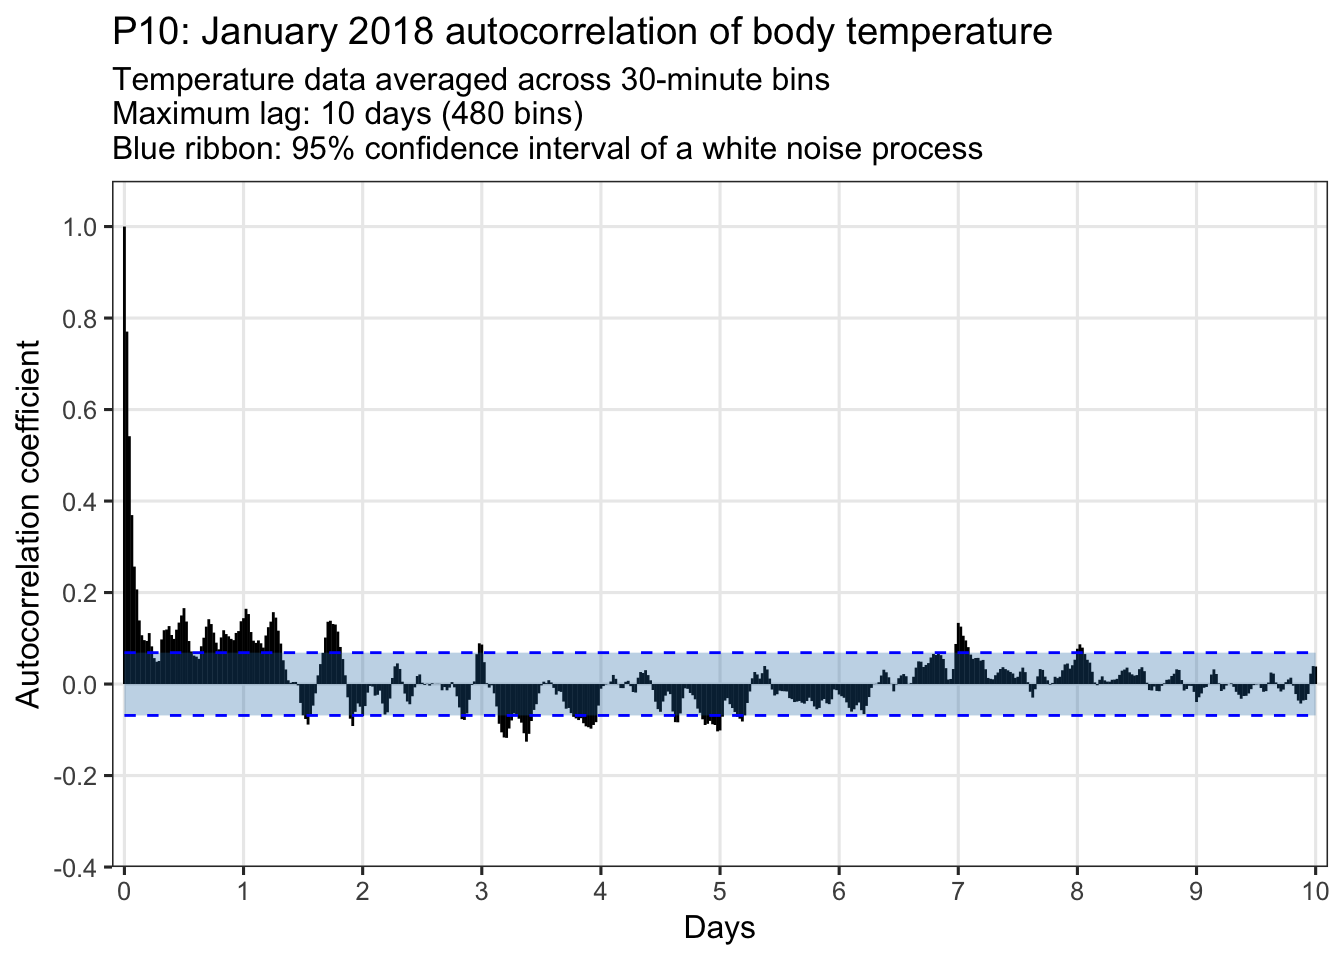 P10: January 2018 autocorrelation of body temperature
Temperature data averaged across 30-minute bins
Maximum lag: 10 days (480 bins)
Blue ribbon: 95% confidence interval of a white noise process
Autocorrelation coefficient
1.0
0.8
0.6
0.4
0.2
0.0
-0.2
-0.4
0 1 2 3 4 5 6 7 8 9 10
Days